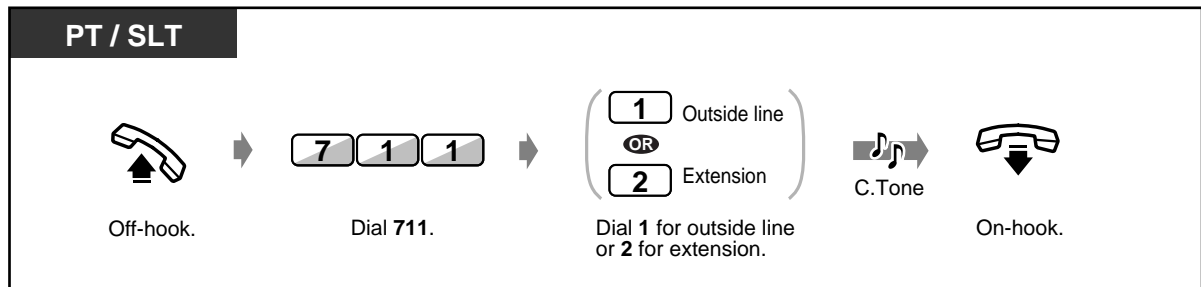 PT / SLT
1 Outside line
OR
7 1 1
2 Extension
C.Tone
Off-hook.
Dial 711.
Dial 1 for outside line
or 2 for extension.
On-hook.